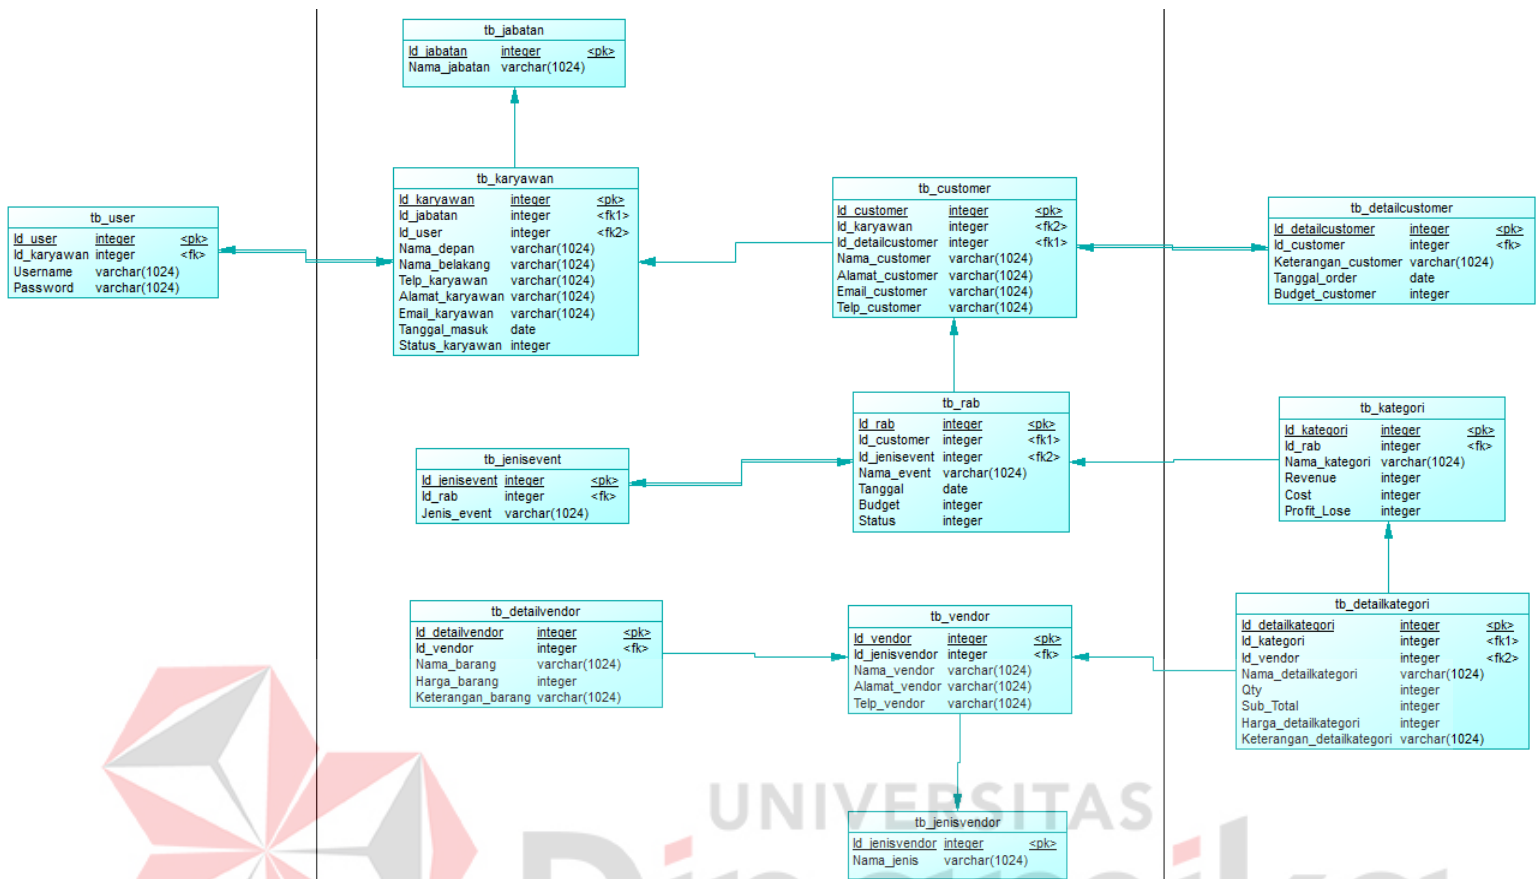 tb_jabatan
Id_jabatan integer <pk>
Nama_jabatan varchar(1024)
tb_karyawan
Id_karyawan integer <pk>
Id_jabatan integer <fk1>
Id_user integer <fk2>
Nama_depan varchar(1024)
Nama_belakang varchar(1024)
Telp_karyawan varchar(1024)
Alamat_karyawan varchar(1024)
Email_karyawan varchar(1024)
Tanggal_masuk date
Status_karyawan integer
tb_customer
Id_customer integer <pk>
Id_karyawan integer <fk2>
Id_detailcustomer integer <fk1>
Nama_customer varchar(1024)
Alamat_customer varchar(1024)
Email_customer varchar(1024)
Telp_customer varchar(1024)
tb_user
Id_user integer <pk>
Id_karyawan integer <fk>
Username varchar(1024)
Password varchar(1024)
tb_detailcustomer
Id_detailcustomer integer <pk>
Id_customer integer <fk>
Keterangan_customer varchar(1024)
Tanggal_order date
Budget_customer integer
tb_rab
Id_rab integer <pk>
Id_customer integer <fk1>
Id_jenisevent integer <fk2>
Nama_event varchar(1024)
Tanggal date
Budget integer
Status integer
tb_kategori
Id_kategori integer <pk>
Id_rab integer <fk>
Nama_kategori varchar(1024)
Revenue integer
Cost integer
Profit_Lose integer
tb_jenisevent
Id_jenisevent integer <pk>
Id_rab integer <fk>
Jenis_event varchar(1024)
tb_detailvendor
Id_detailvendor integer <pk>
Id_vendor integer <fk>
Nama_barang varchar(1024)
Harga_barang integer
Keterangan_barang varchar(1024)
tb_vendor
Id_vendor integer <pk>
Id_jenisvendor integer <fk>
Nama_vendor varchar(1024)
Alamat_vendor varchar(1024)
Telp_vendor varchar(1024)
tb_detailkategori
Id_detailkategori integer <pk>
Id_kategori integer <fk1>
Id_vendor integer <fk2>
Nama_detailkategori varchar(1024)
Qty integer
Sub_Total integer
Harga_detailkategori integer
Keterangan_detailkategori varchar(1024)
UNIVERSITAS
tb_jenisvendor
Id_jenisvendor integer <pk>
Nama_jenis varchar(1024)